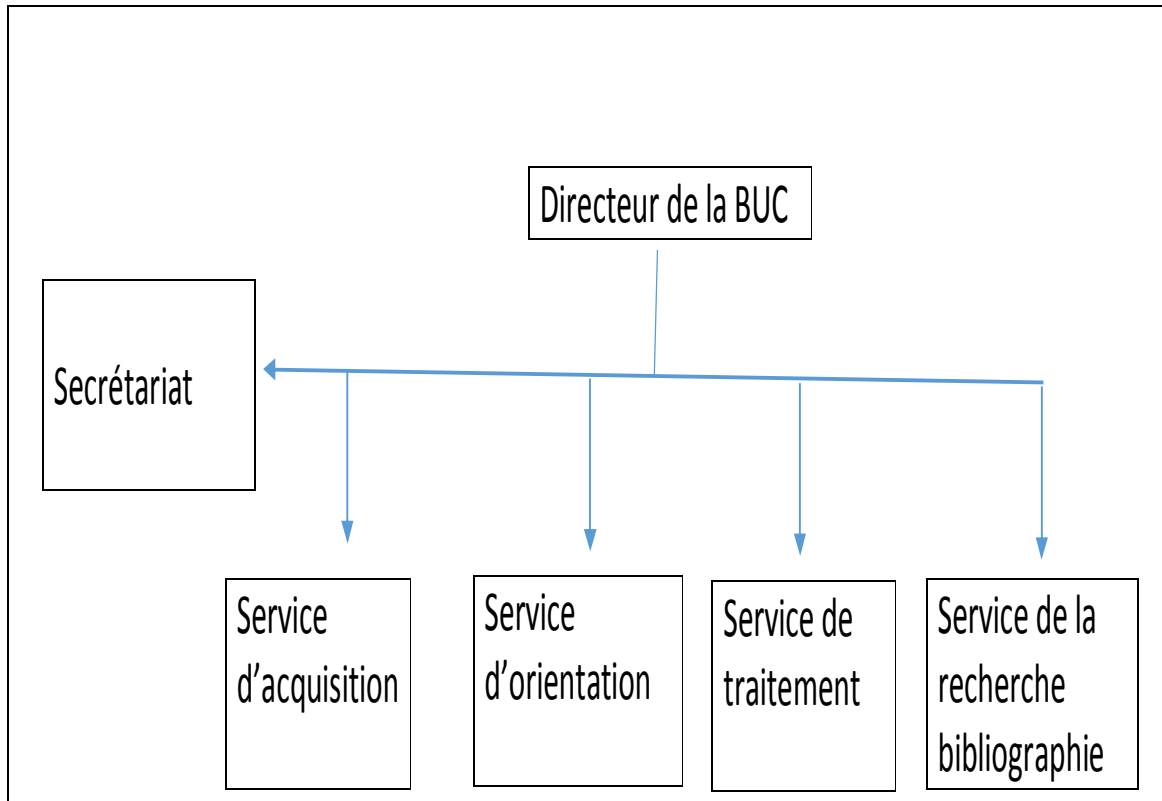 Directeur de la BUC
Secrétariat
Service
d’acquisition
Service
d’orientation
Service de
traitement
Service de la
recherche
bibliographie